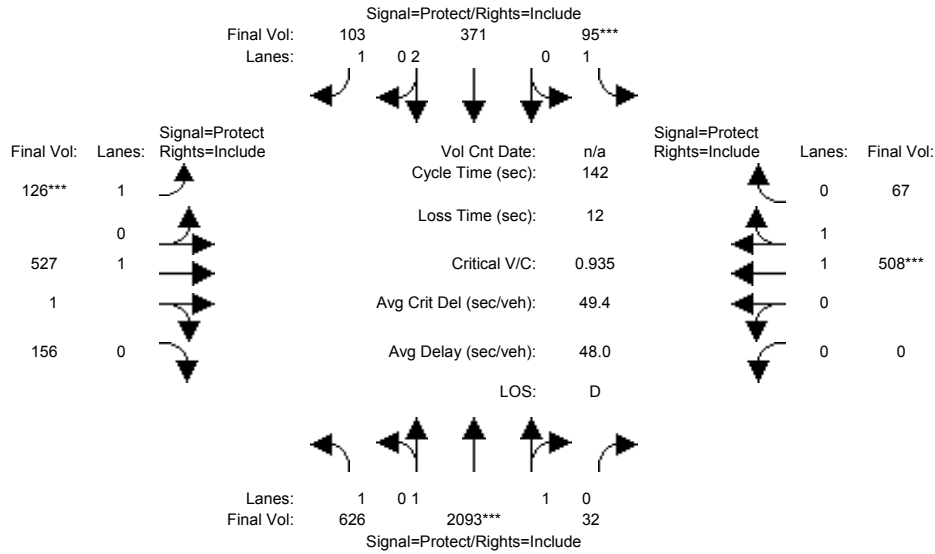 Signal=Protect/Rights=Include
Final Vol: 103 371 95***
Lanes: 1 0 2 0 1
Signal=Protect Signal=Protect
Final Vol: Lanes: Rights=Include Vol Cnt Date: n/a Rights=Include Lanes: Final Vol:
126*** 1 Cycle Time (sec): 142 0 67
Loss Time (sec): 12
0 1
527 1 Critical V/C: 0.935 1 508***
1 Avg Crit Del (sec/veh): 49.4 0
156 0 Avg Delay (sec/veh): 48.0 0 0
LOS: D
Lanes: 1 0 1 1 0
Final Vol: 626 2093*** 32
Signal=Protect/Rights=Include